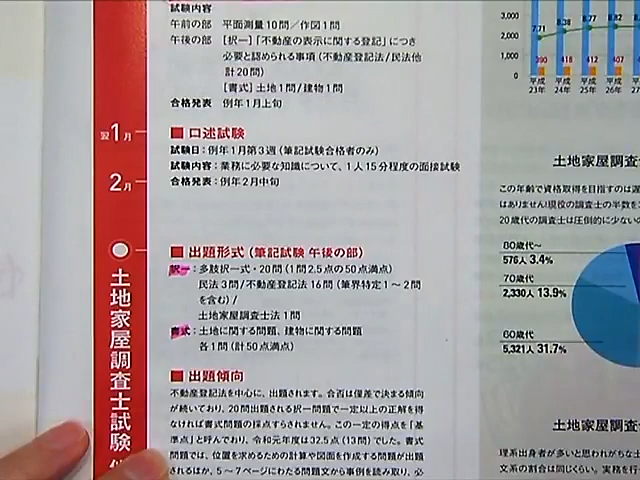 試験内容
午前の部 平面測量10問／作図1問
午後の部 [択一]「不動産の表示に関する登記」につき
必要と認められる事項（不動産登記法/民法他
計20問）
[書式]土地1問/建物1問
合格発表 例年1月上旬
翌1月
■口述試験
試験日：例年1月第3週（筆記試験合格者のみ）
試験内容：業務に必要な知識について、1人15分程度の面接試験
2月
合格発表：例年2月中旬
■出題形式（筆記試験 午後の部）
択一：多肢択一式・20問（1問2.5点の50点満点）
民法3問/不動産登記法16問（筆界特定1～2問
を含む）/
土地家屋調査士法1問
書式：土地に関する問題、建物に関する問題
各1問（計50点満点）
■出題傾向
不動産登記法を中心に、出題されます。合否は僅差で決まる傾向
が続いており、20問出題される択一問題で一定以上の正解を得
なければ書式問題の採点すらされません。この一定の得点を「基
準点」と呼んでおり、令和元年度は32.5点（13問）でした。書式
問題では、位置を求めるための計算や図面を作成する問題が出題
されるほか、5～7ページにわたる問題文から事例を読み取り、必
土地家屋調査士試験
3,000
2,000
1,000
0
7.71
8.38
8.77
8.82
390
418
412
407
平成
23年
平成
24年
平成
25年
平成
26年
土地家屋調査
この年齢で資格取得を目指すのは遅
はありません!現役の調査士の半数を
20歳代の調査士は圧倒的に少ない
80歳代～
576人 3.4%
70歳代
2,330人 13.9%
60歳代
5,321人 31.7%
土地家屋調査
理系出身者が多いと思われがちな土
文系の割合は同じくらい。実務を行